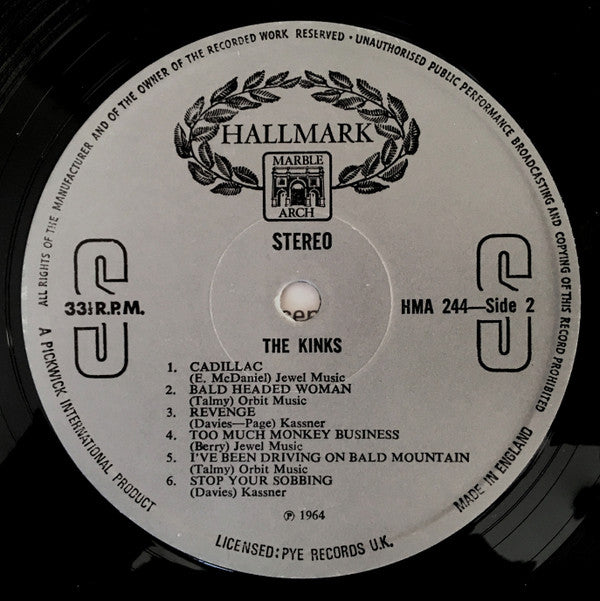 ALL RIGHTS OF THE MANUFACTURER AND OF THE OWNER OF THE RECORDED WORK RESERVED • UNAUTHORISED PUBLIC PERFORMANCE BROADCASTING AND COPYING OF THIS RECORD PROHIBITED
HALLMARK
MARBLE
ARCH
STEREO
33⅓ R.P.M.
HMA 244—Side 2
THE KINKS
1. CADILLAC
(E. McDaniel) Jewel Music
2. BALD HEADED WOMAN
(Talmy) Orbit Music
3. REVENGE
(Davies—Page) Kassner
4. TOO MUCH MONKEY BUSINESS
(Berry) Jewel Music
5. I'VE BEEN DRIVING ON BALD MOUNTAIN
(Talmy) Orbit Music
6. STOP YOUR SOBBING
(Davies) Kassner
℗ 1964
A PICKWICK INTERNATIONAL PRODUCT
LICENSED: PYE RECORDS U.K.
MADE IN ENGLAND